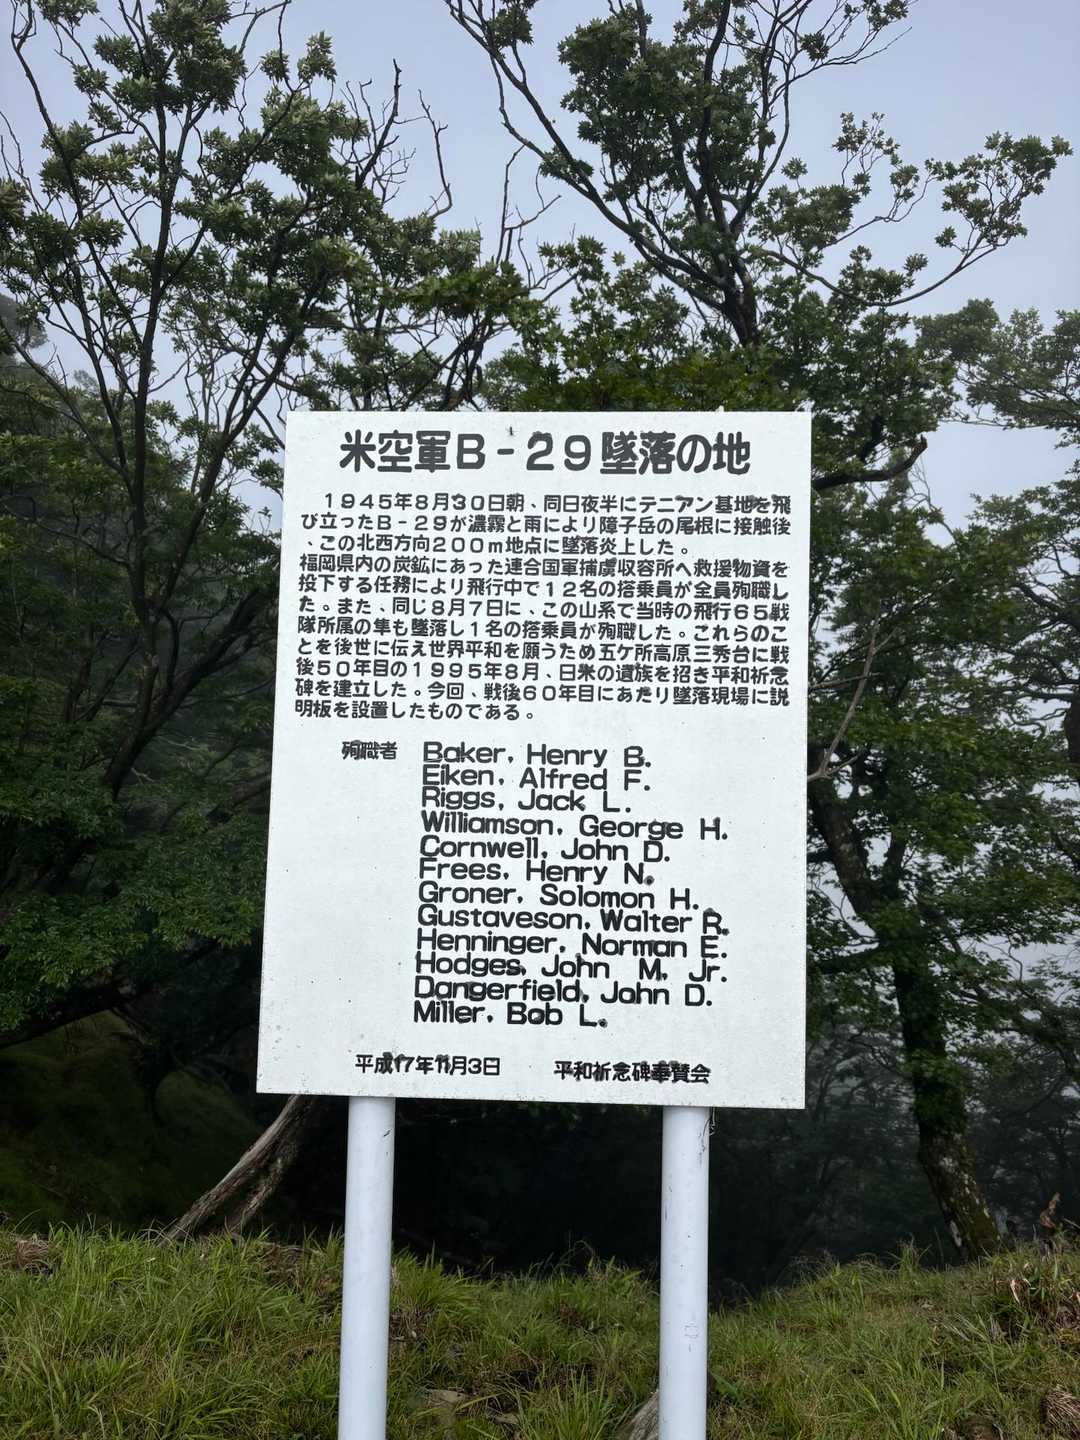 米空軍B-29墜落の地
1945年8月30日朝、同日夜半にテニアン基地を飛
び立ったB-29が濃霧と雨により障子岳の尾根に接触後
、この北西方向200m地点に墜落炎上した。
福岡県内の炭鉱にあった連合国軍捕虜収容所へ救援物資を
投下する任務により飛行中で12名の搭乗員が全員殉職し
た。また、同じ8月7日に、この山系で当時の飛行65戦
隊所属の隼も墜落し1名の搭乗員が殉職した。これらのこ
とを後世に伝え世界平和を願うため五ケ所高原三秀台に戦
後50年目の1995年8月、日米の遺族を招き平和祈念
碑を建立した。今回、戦後60年目にあたり墜落現場に説
明板を設置したものである。
殉職者 Baker, Henry B.
Eiken, Alfred F.
Riggs, Jack L.
Williamson, George H.
Cornwell, John D.
Frees, Henry N.
Groner, Solomon H.
Gustaveson, Walter R.
Henninger, Norman E.
Hodges, John M, Jr.
Dangerfield, John D.
Miller, Bob L.
平成17年11月3日 平和祈念碑奉賛会